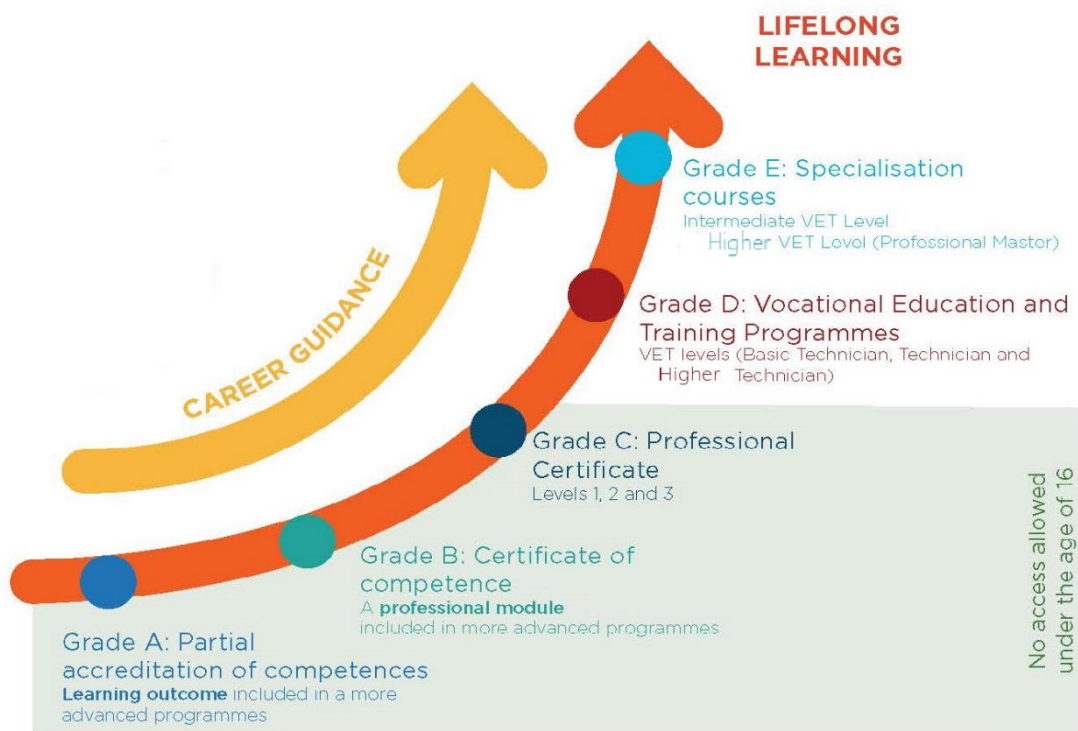 LIFELONG
LEARNING
CAREER GUIDANCE
Grade E: Specialisation
courses
Intermediate VET Level
Higher VET Level (Professional Master)
Grade D: Vocational Education and
Training Programmes
VET levels (Basic Technician, Technician and
Higher Technician)
Grade C: Professional
Certificate
Levels 1, 2 and 3
Grade B: Certificate of
competence
A professional module
included in more advanced programmes
Grade A: Partial
accreditation of competences
Learning outcome included in a more
advanced programmes
No access allowed
under the age of 16